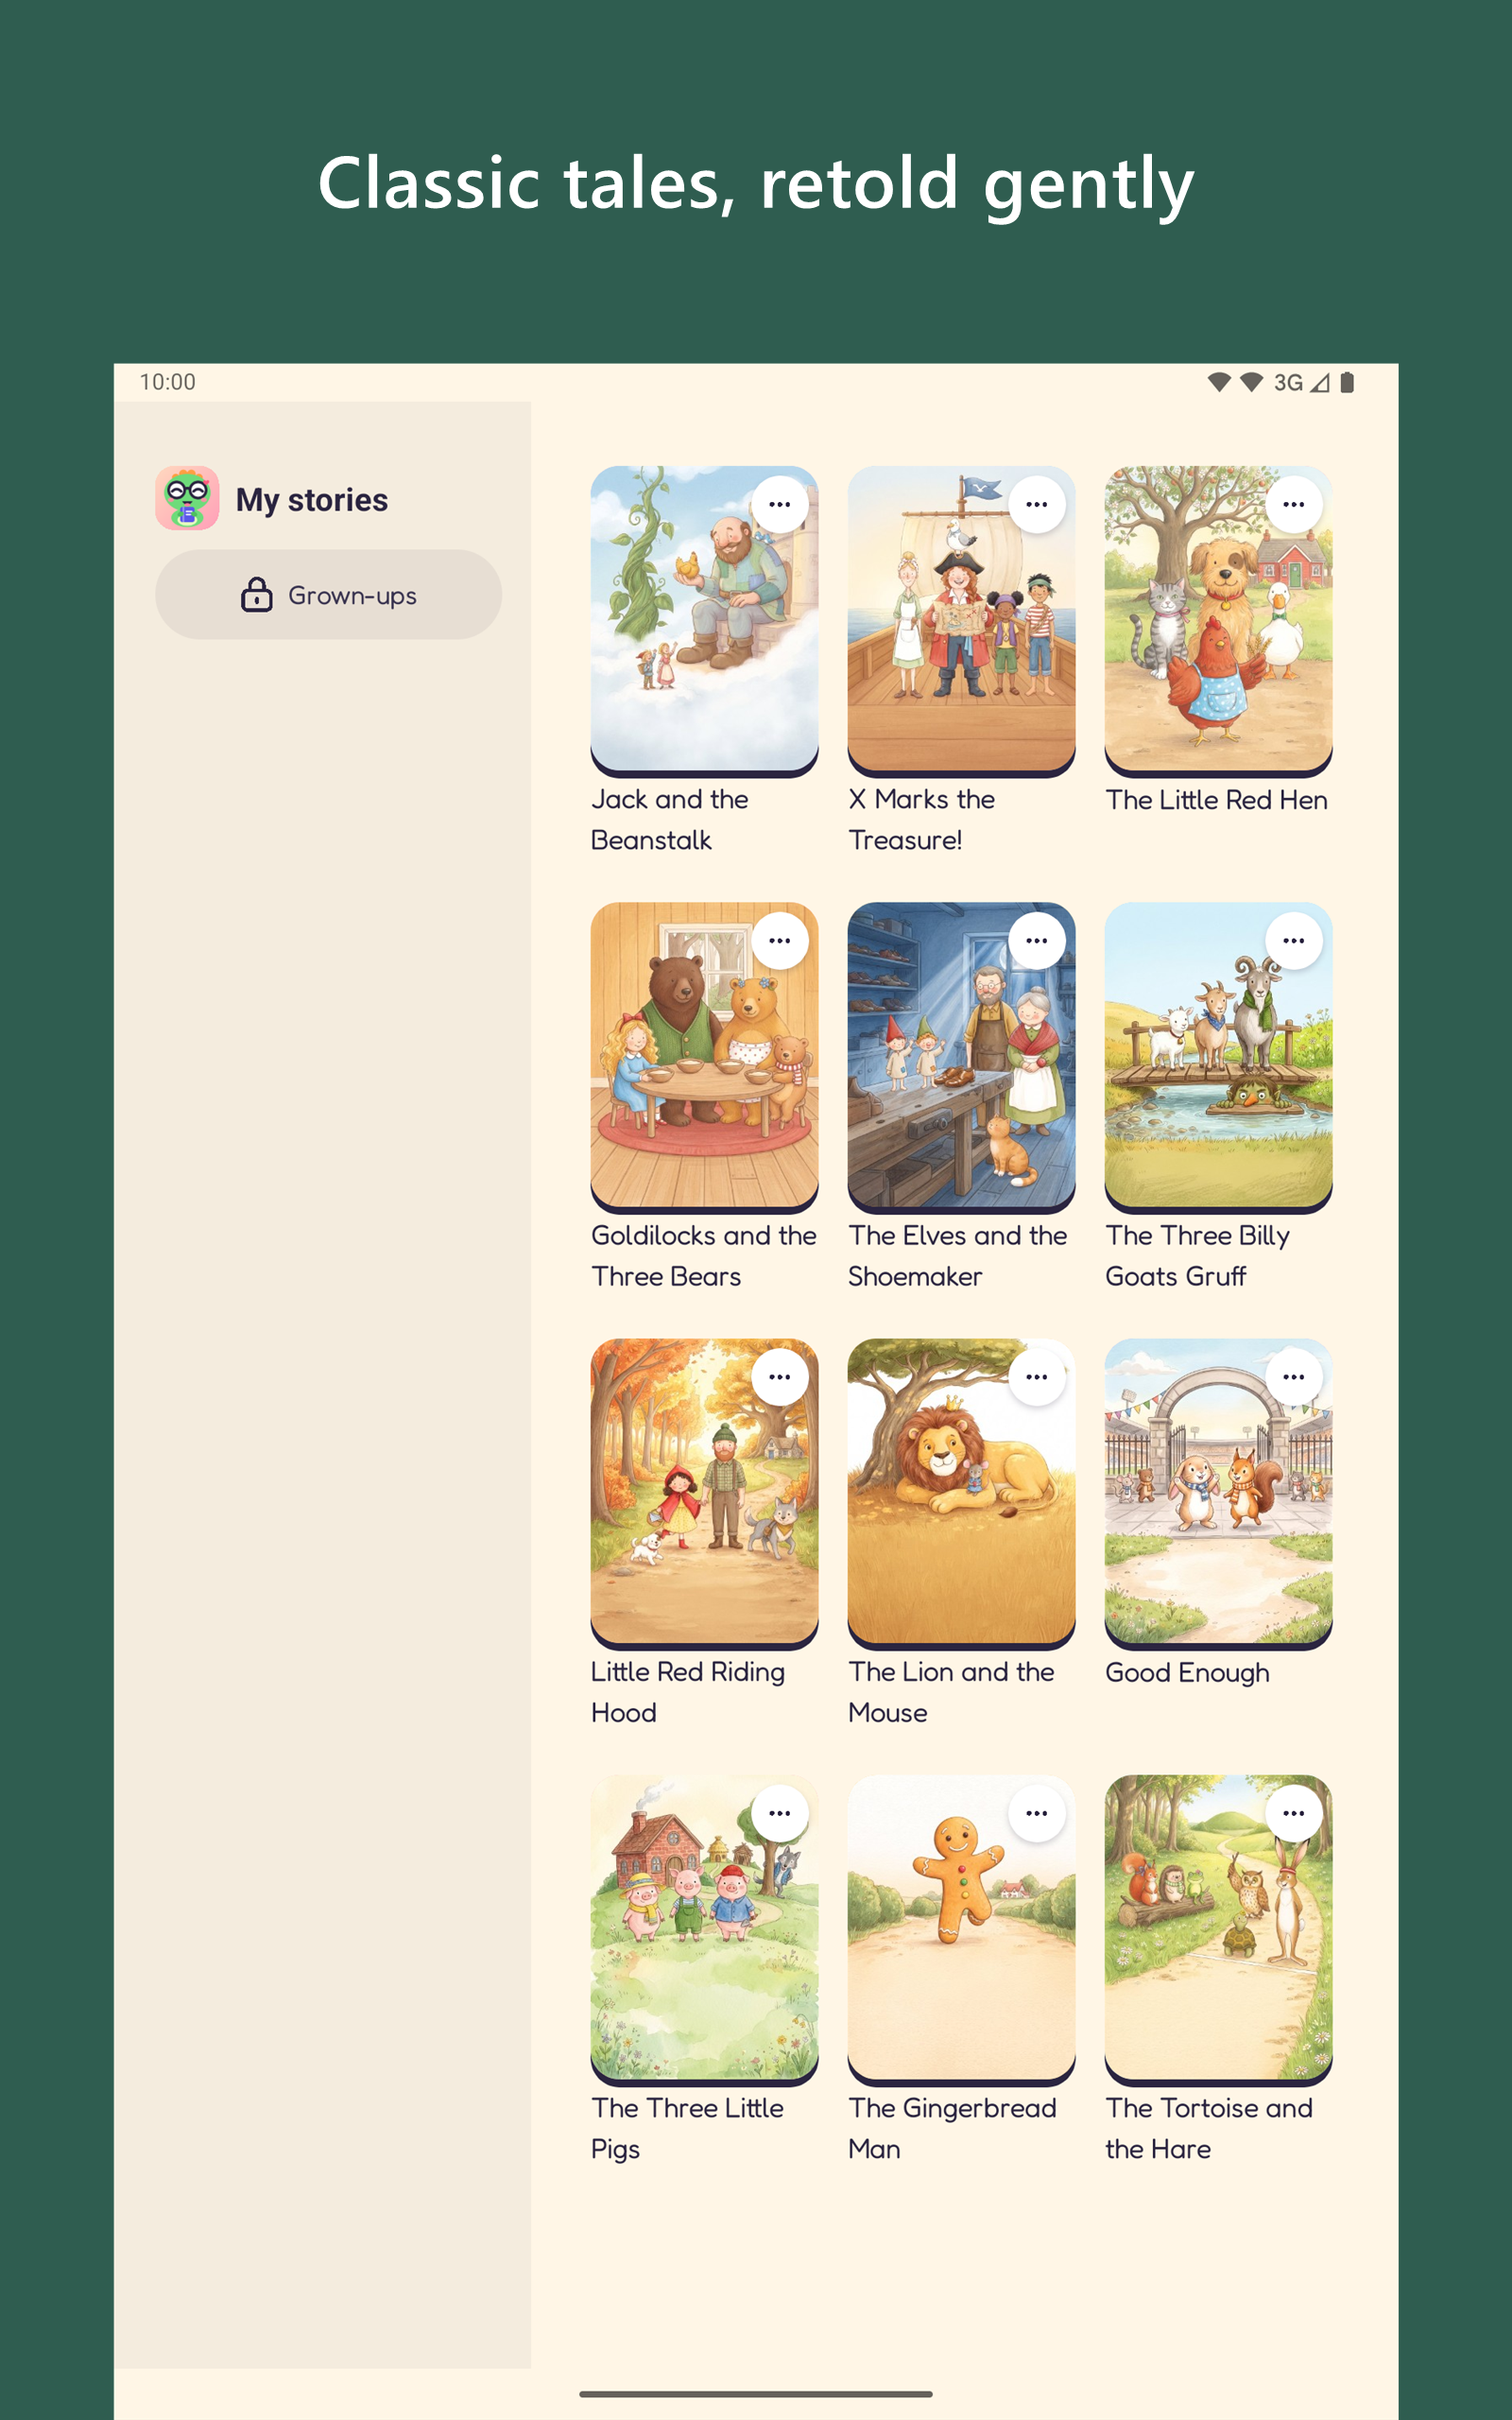 Classic tales, retold gently
10:00
3G
My stories
Grown-ups
Jack and the
Beanstalk
X Marks the
Treasure!
The Little Red Hen
Goldilocks and the
Three Bears
The Elves and the
Shoemaker
The Three Billy
Goats Gruff
Little Red Riding
Hood
The Lion and the
Mouse
Good Enough
The Three Little
Pigs
The Gingerbread
Man
The Tortoise and
the Hare